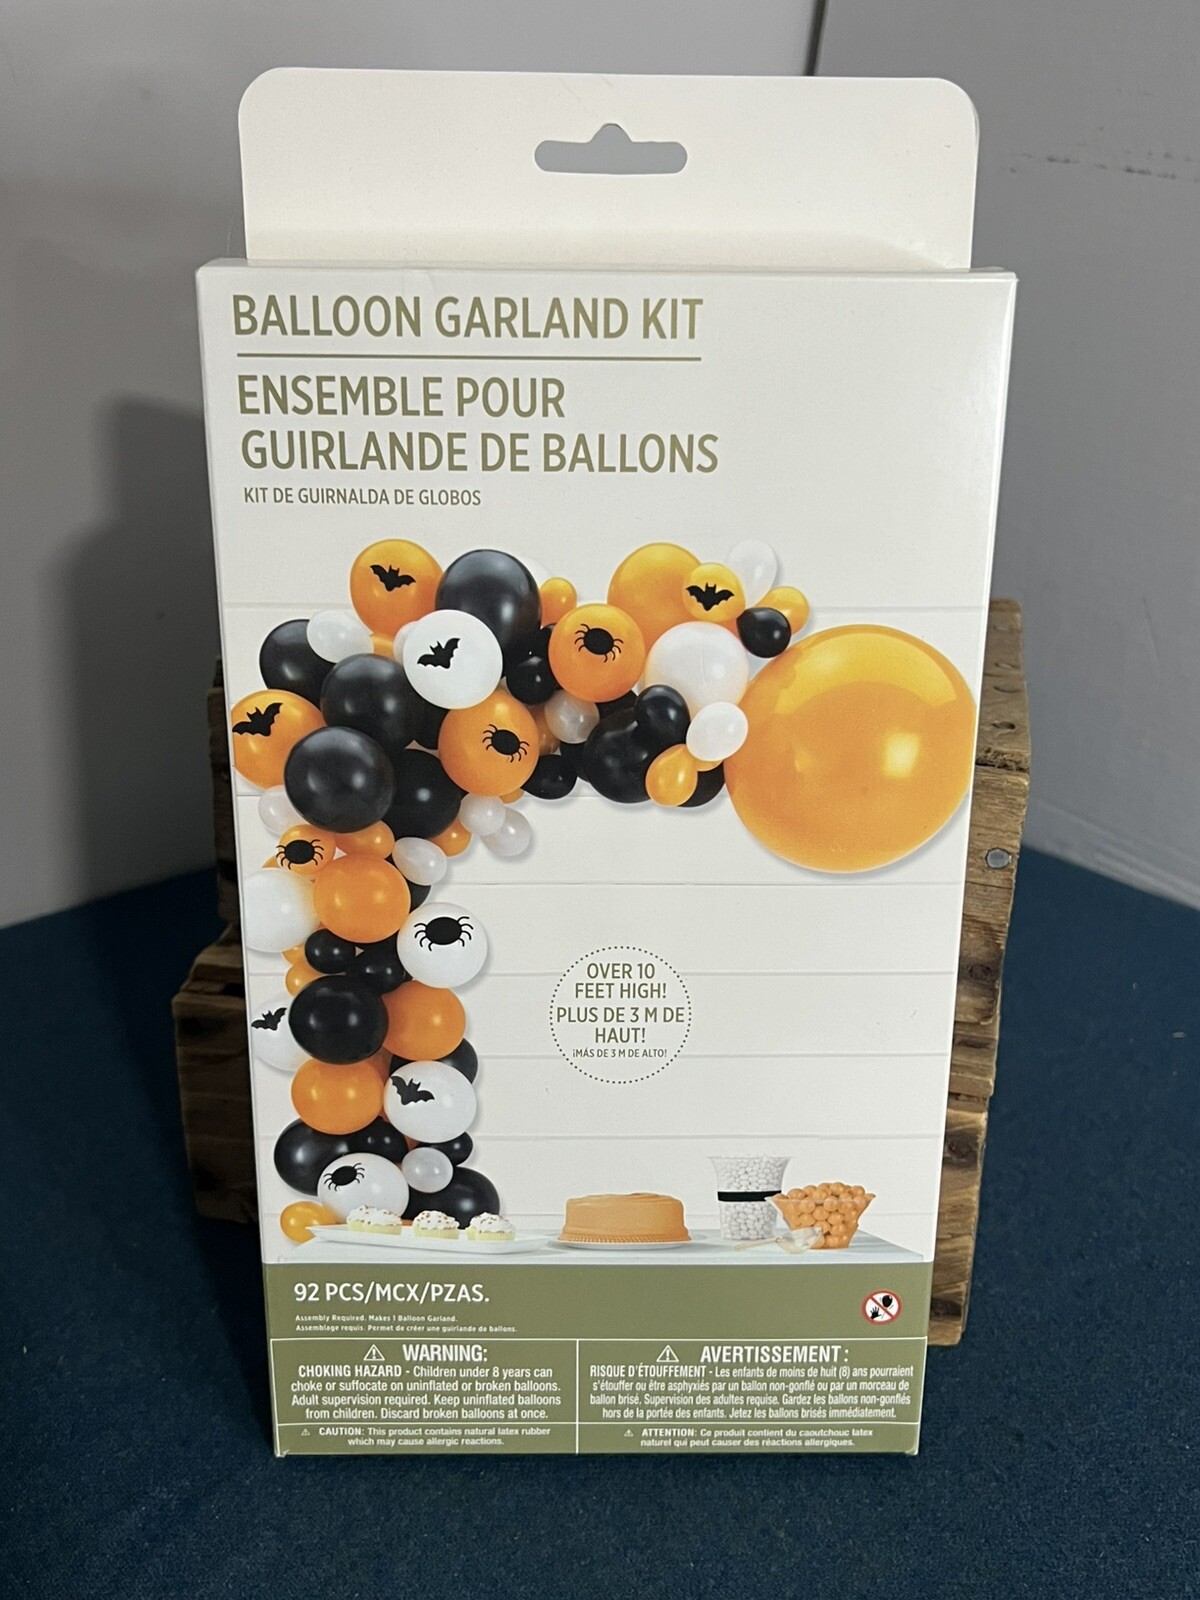 BALLOON GARLAND KIT
ENSEMBLE POUR
GUIRLANDE DE BALLONS
KIT DE GUIRNALDA DE GLOBOS
OVER 10
FEET HIGH!
PLUS DE 3 M DE
HAUT!
¡MÁS DE 3 M DE ALTO!
92 PCS/MCX/PZAS.
Assembly Required. Makes 1 Balloon Garland.
Assemblage requis. Permet de créer une guirlande de ballons.
⚠ WARNING:
CHOKING HAZARD - Children under 8 years can
choke or suffocate on uninflated or broken balloons.
Adult supervision required. Keep uninflated balloons
from children. Discard broken balloons at once.
⚠ CAUTION: This product contains natural latex rubber
which may cause allergic reactions.
⚠ AVERTISSEMENT :
RISQUE D'ÉTOUFFEMENT - Les enfants de moins de huit (8) ans pourraient
s'étouffer ou être asphyxiés par un ballon non-gonflé ou par un morceau de
ballon brisé. Supervision des adultes requise. Gardez les ballons non-gonflés
hors de la portée des enfants. Jetez les ballons brisés immédiatement.
⚠ ATTENTION: Ce produit contient du caoutchouc latex
naturel qui peut causer des réactions allergiques.